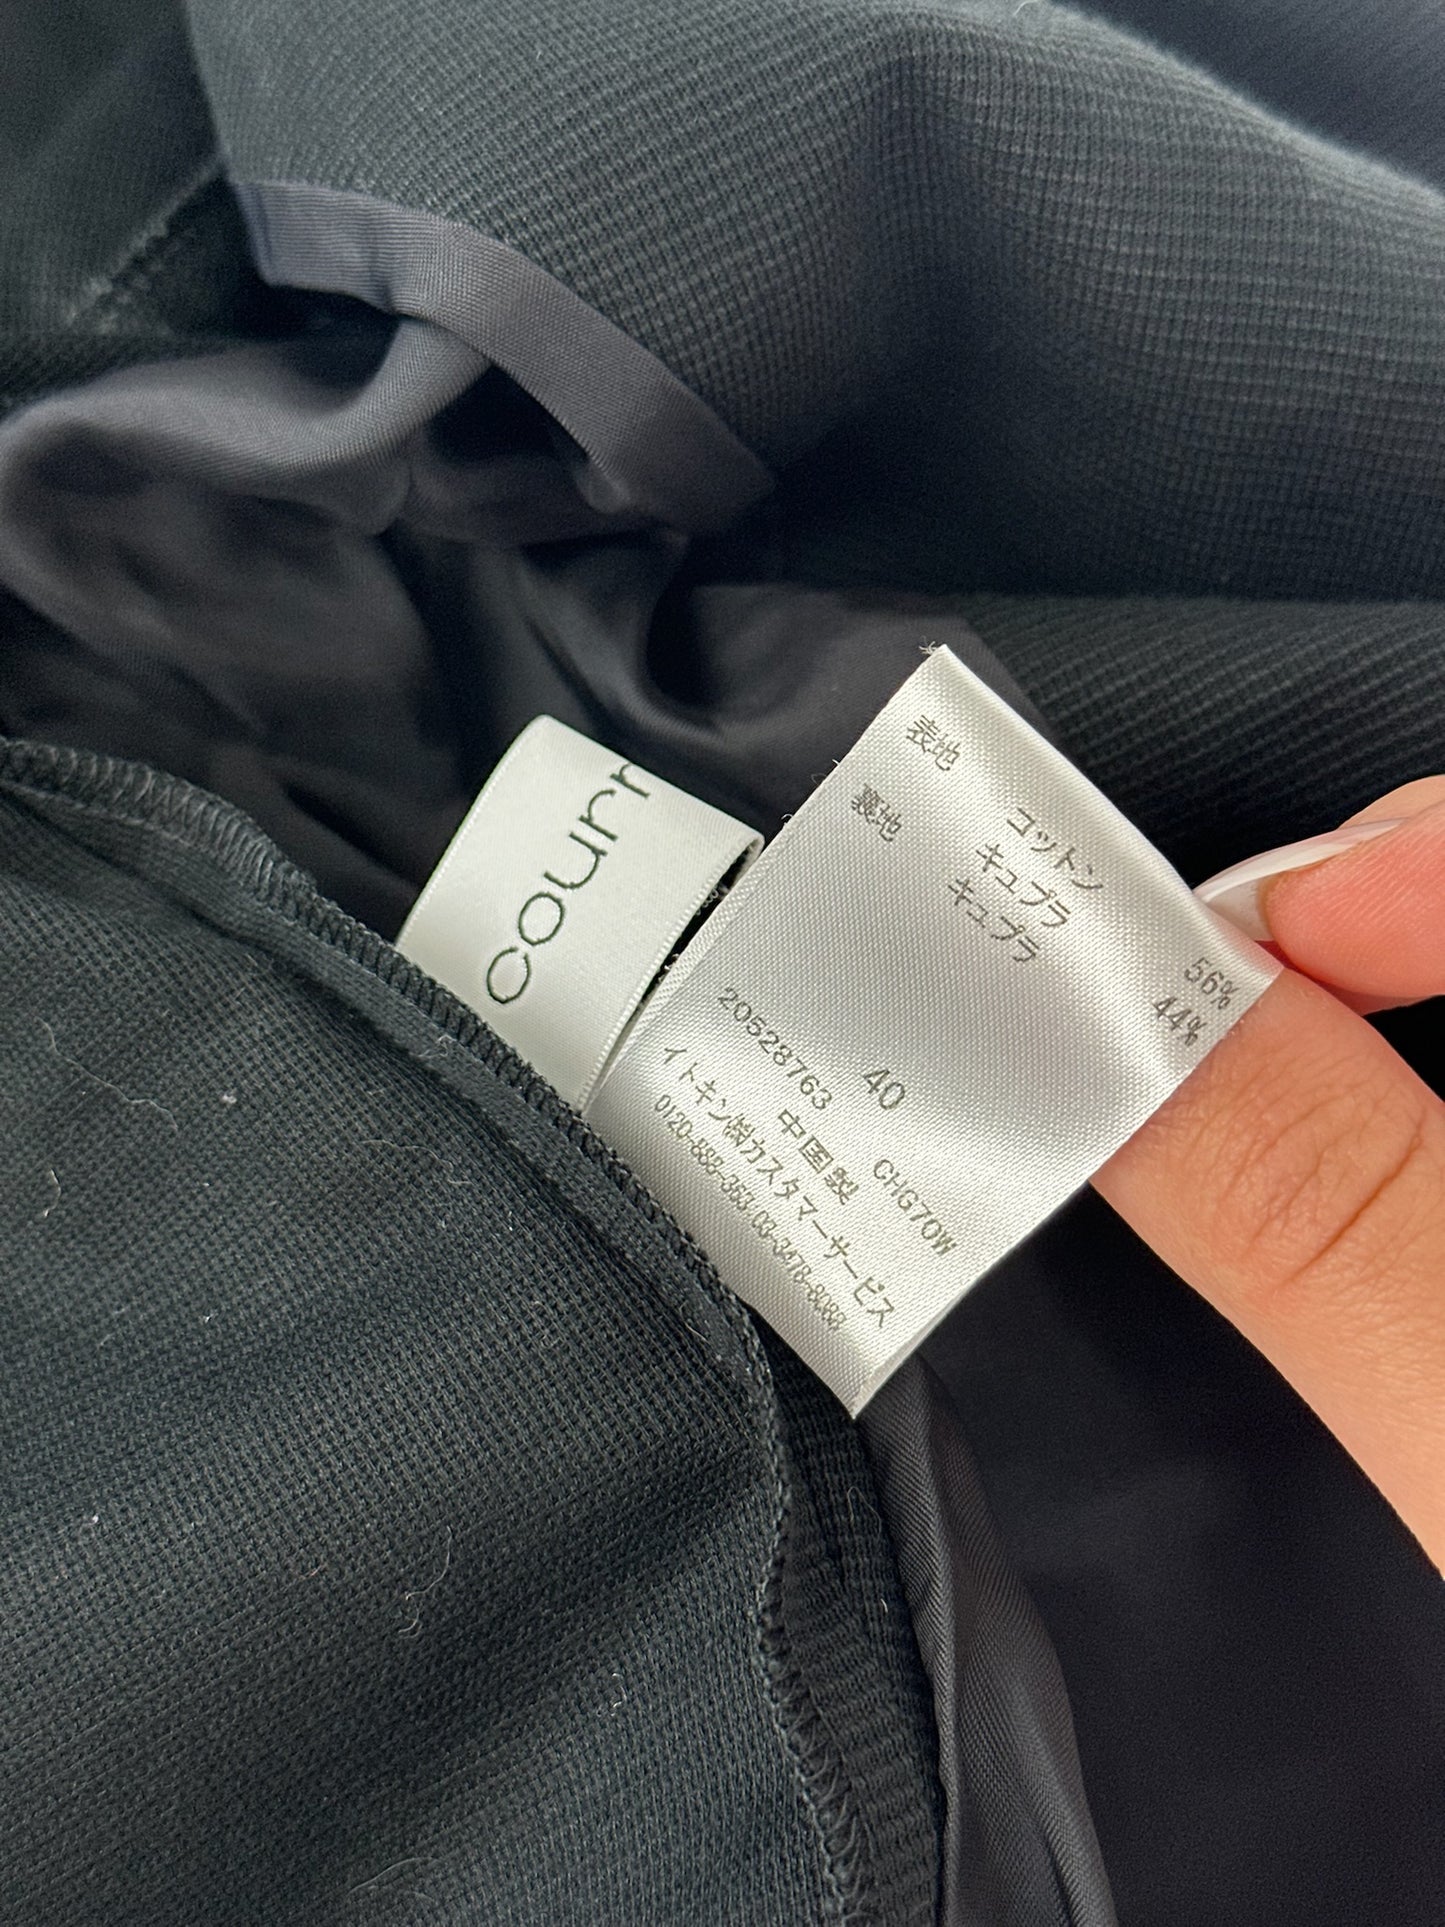 courr
表地 コットン 56%
キュプラ 44%
裏地 キュプラ
40
20528763 CHG70W
中国製
イトキン㈱カスタマーサービス
0120-888-363,03-3478-8088